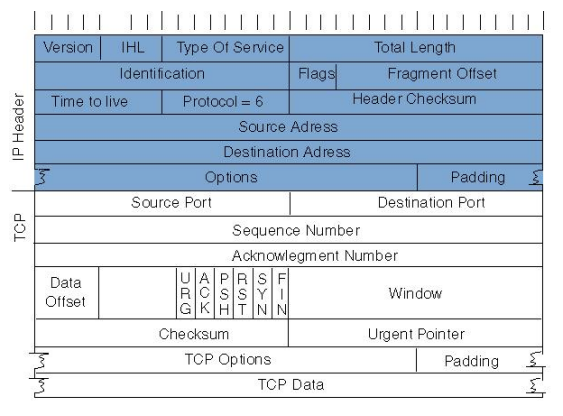 Version IHL Type Of Service Total Length
Identification Flags Fragment Offset
Time to live Protocol = 6 Header Checksum
Source Adress
Destination Adress
Options Padding
IP Header
Source Port Destination Port
TCP
Sequence Number
Acknowlegment Number
Data Offset URG ACK PSH RST SYN FIN Window
Checksum Urgent Pointer
TCP Options Padding
TCP Data